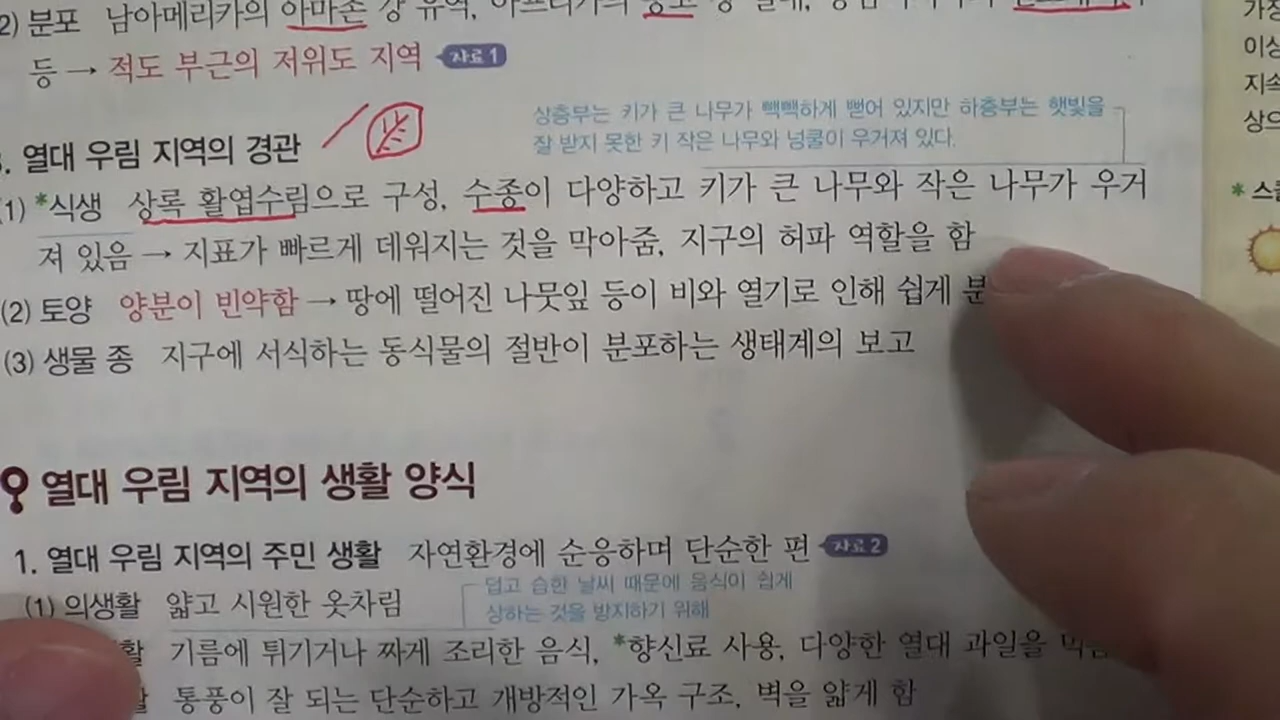 2) 분포 남아메리카의 아마존 강 유역, 아프리카의
등 → 적도 부근의 저위도 지역 자료1
상층부는 키가 큰 나무가 빽빽하게 뻗어 있지만 하층부는 햇빛을
잘 받지 못한 키 작은 나무와 넝쿨이 우거져 있다.
3. 열대 우림 지역의 경관
(1) *식생 상록 활엽수림으로 구성, 수종이 다양하고 키가 큰 나무와 작은 나무가 우거
져 있음 → 지표가 빠르게 데워지는 것을 막아줌, 지구의 허파 역할을 함
(2) 토양 양분이 빈약함 → 땅에 떨어진 나뭇잎 등이 비와 열기로 인해 쉽게 분
(3) 생물 종 지구에 서식하는 동식물의 절반이 분포하는 생태계의 보고
열대 우림 지역의 생활 양식
1. 열대 우림 지역의 주민 생활 자연환경에 순응하며 단순한 편 자료2
덥고 습한 날씨 때문에 음식이 쉽게
상하는 것을 방지하기 위해
(1) 의생활 얇고 시원한 옷차림
활 기름에 튀기거나 짜게 조리한 음식, *향신료 사용, 다양한 열대 과일을
활 통풍이 잘 되는 단순하고 개방적인 가옥 구조, 벽을 얇게 함
가정
이상
지속
상으
* 스콜